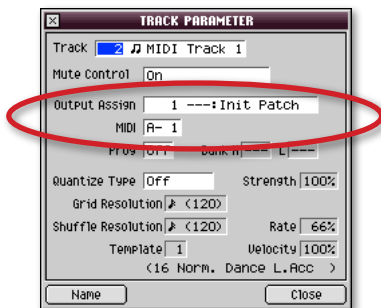 TRACK PARAMETER
Track 2 MIDI Track 1
Mute Control On
Output Assign 1 ---:Init Patch
MIDI A- 1
Prog Off Bank M --- L ---
Quantize Type Off Strength 100%
Grid Resolution (120)
Shuffle Resolution (120) Rate 66%
Template 1 Velocity 100%
(16 Norm. Dance L.Acc )
Name Close